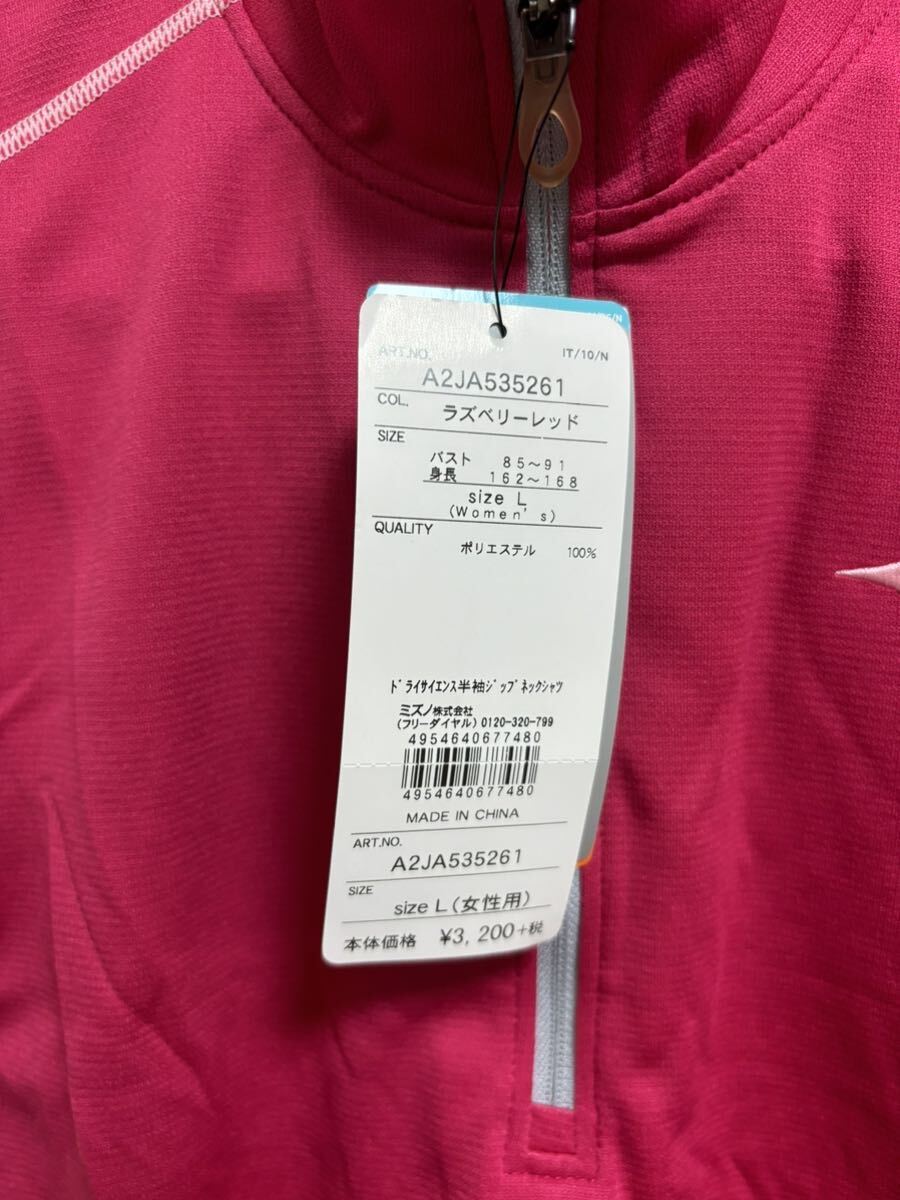 ART.NO.
IT/10/N
A2JA535261
COL.
ラズベリーレッド
SIZE
バスト 85～91
身長 162～168
size L
(Women's)
QUALITY
ポリエステル 100%
ﾄﾞﾗｲｻｲｴﾝｽ半袖ｼﾞｯﾌﾟﾈｯｸｼｬﾂ
ミズノ株式会社
(フリーダイヤル) 0120-320-799
4954640677480
4954640677480
MADE IN CHINA
ART.NO.
A2JA535261
SIZE
size L (女性用)
本体価格 ¥3,200+税